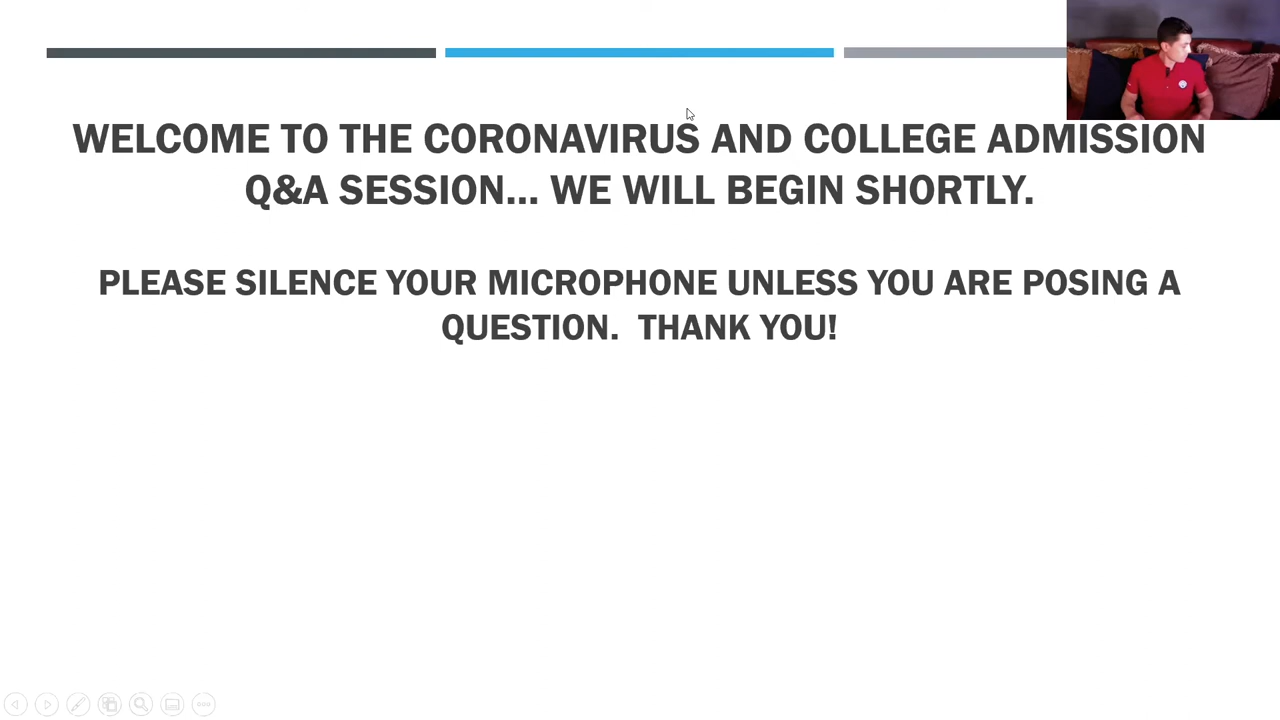 WELCOME TO THE CORONAVIRUS AND COLLEGE ADMISSION
Q&A SESSION... WE WILL BEGIN SHORTLY.
PLEASE SILENCE YOUR MICROPHONE UNLESS YOU ARE POSING A
QUESTION.  THANK YOU!